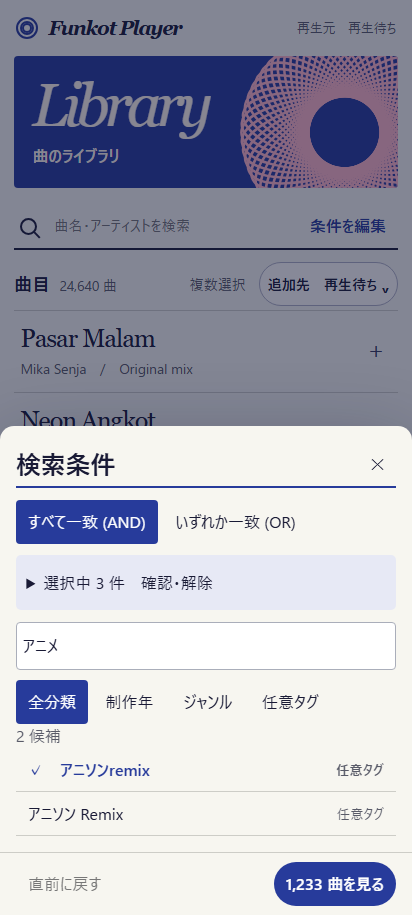 Funkot Player 再生元 再生待ち
Library
曲のライブラリ
曲名・アーティストを検索 条件を編集
曲目 24,640 曲 複数選択 追加先 再生待ち
Pasar Malam
Mika Senja / Original mix
+
Neon Angkot
検索条件
すべて一致 (AND) いずれか一致 (OR)
▶ 選択中 3 件 確認・解除
アニメ
全分類 制作年 ジャンル 任意タグ
2 候補
✓ アニソンremix 任意タグ
アニソン Remix 任意タグ
直前に戻す 1,233 曲を見る